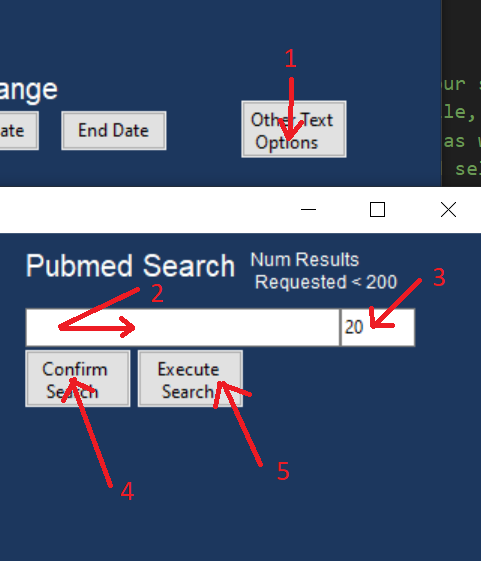 1
ur s
ange
le,
Other Text
ate
End Date
Options
as w
sel
Pubmed Search
Num Results
Requested < 200
2
3
20
Confirm
Search
Execute
Search
4
5